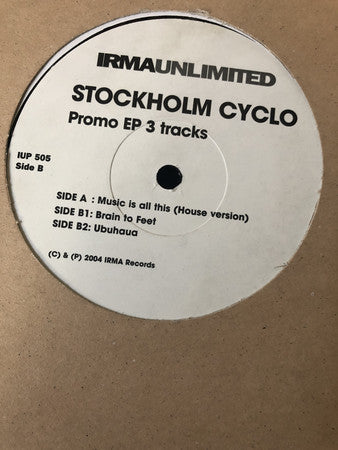 IRMAUNLIMITED
STOCKHOLM CYCLO
Promo EP 3 tracks
IUP 505
Side B
SIDE A : Music is all this (House version)
SIDE B1: Brain to Feet
SIDE B2: Ubuhaua
(C) & (P) 2004 IRMA Records